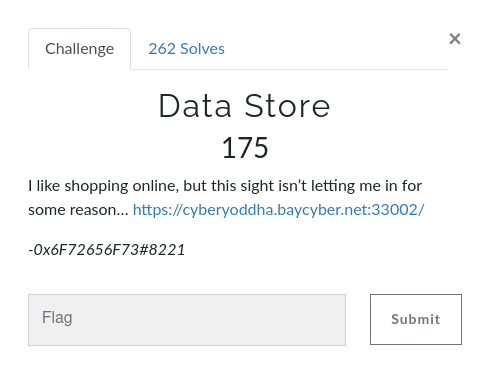 ×
Challenge
262 Solves
Data Store
175
I like shopping online, but this sight isn't letting me in for
some reason... https://cyberyoddha.baycyber.net:33002/
-0x6F72656F73#8221
Flag
Submit